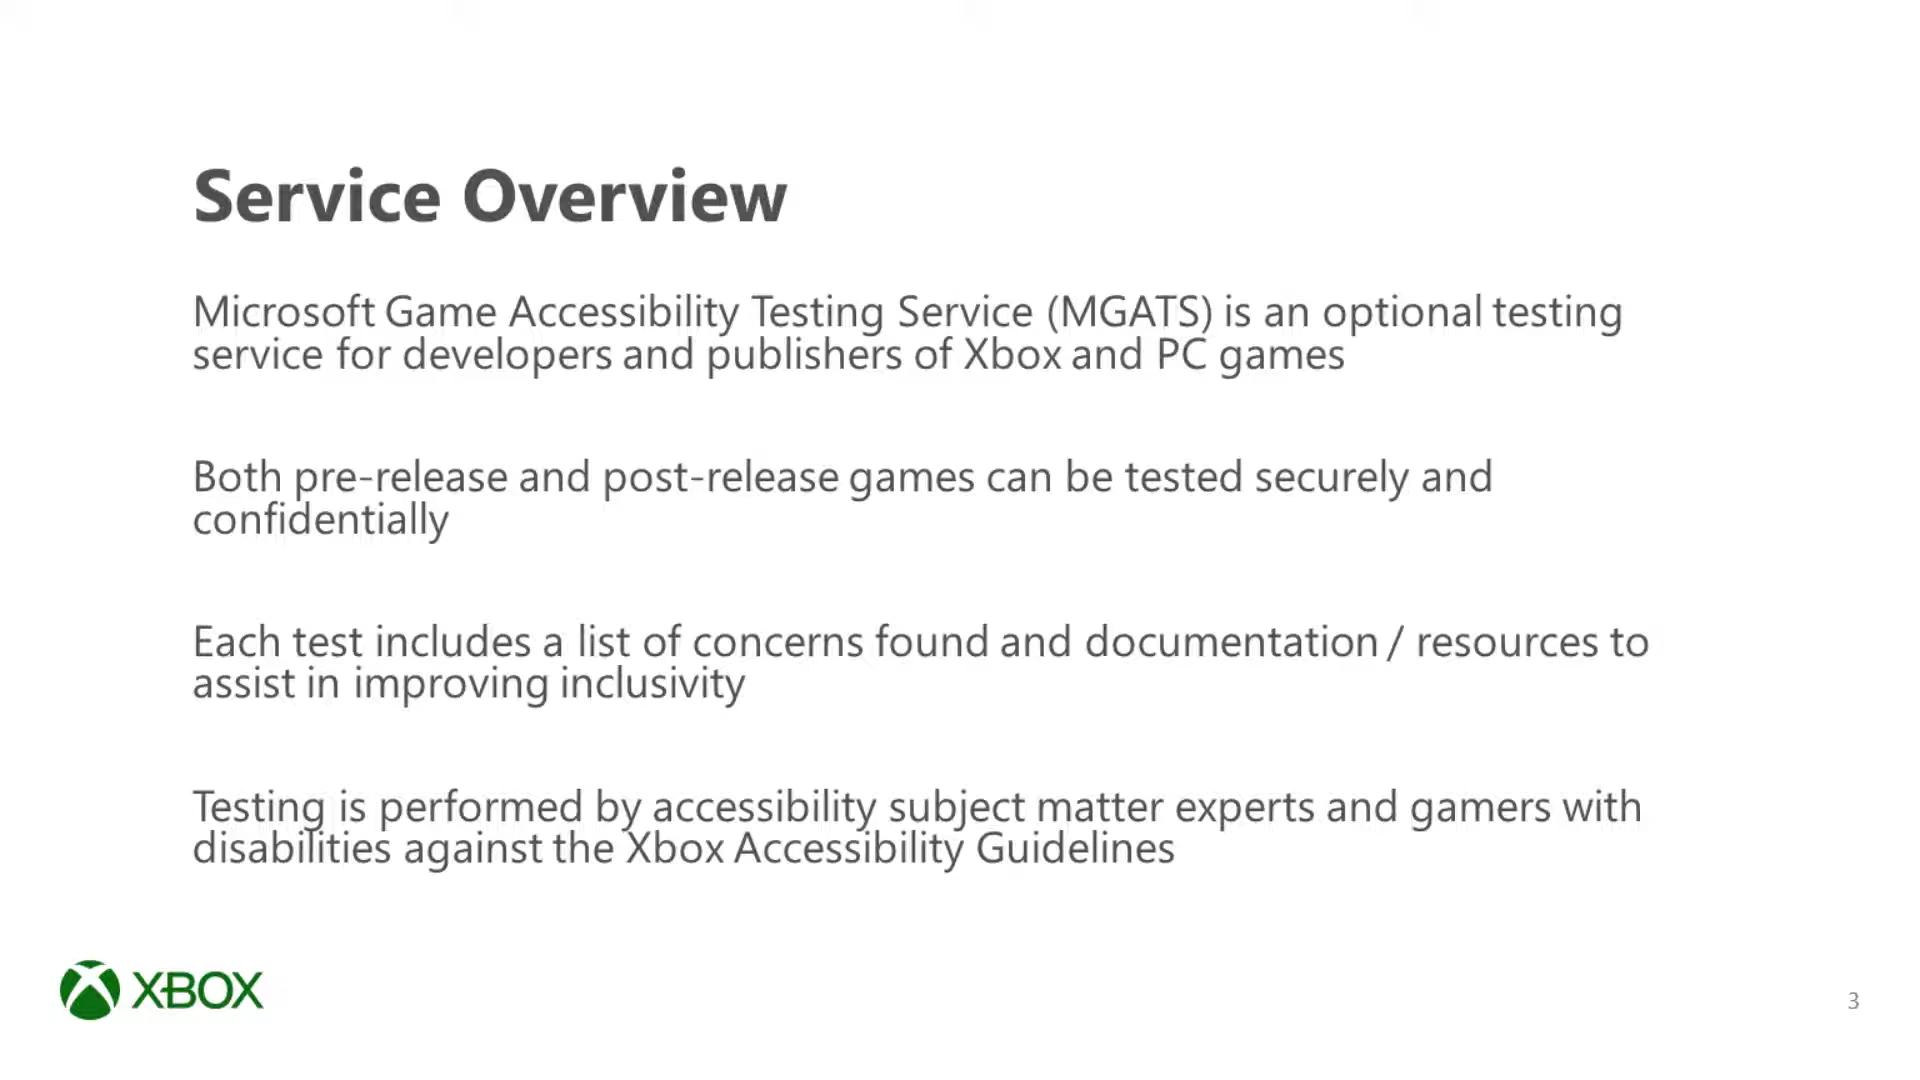 Service Overview
Microsoft Game Accessibility Testing Service (MGATS) is an optional testing
service for developers and publishers of Xbox and PC games
Both pre-release and post-release games can be tested securely and
confidentially
Each test includes a list of concerns found and documentation / resources to
assist in improving inclusivity
Testing is performed by accessibility subject matter experts and gamers with
disabilities against the Xbox Accessibility Guidelines
XBOX
3